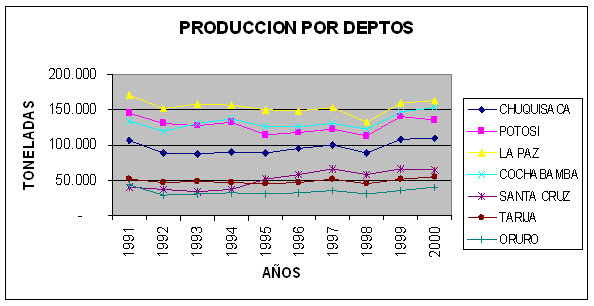 PRODUCCION POR DEPTOS
TONELADAS
200.000
150.000
100.000
50.000
-
1991
1992
1993
1994
1995
1996
1997
1998
1999
2000
AÑOS
CHUQUISACA
POTOSI
LA PAZ
COCHABAMBA
SANTA CRUZ
TARIJA
ORURO